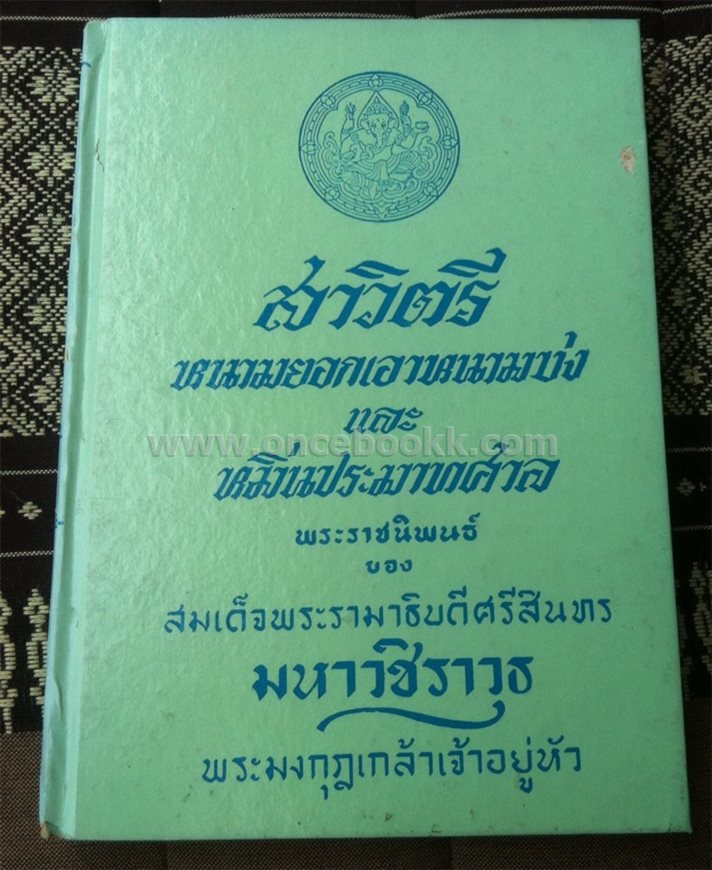 สาวิตรี
หนามยอกเอาหนามบ่ง
และ
www.oncebookk.com
หมิ่นประมาทศาล
พระราชนิพนธ์
ของ
สมเด็จพระรามาธิบดีศรีสินทร
มหาวชิราวุธ
พระมงกุฎเกล้าเจ้าอยู่หัว